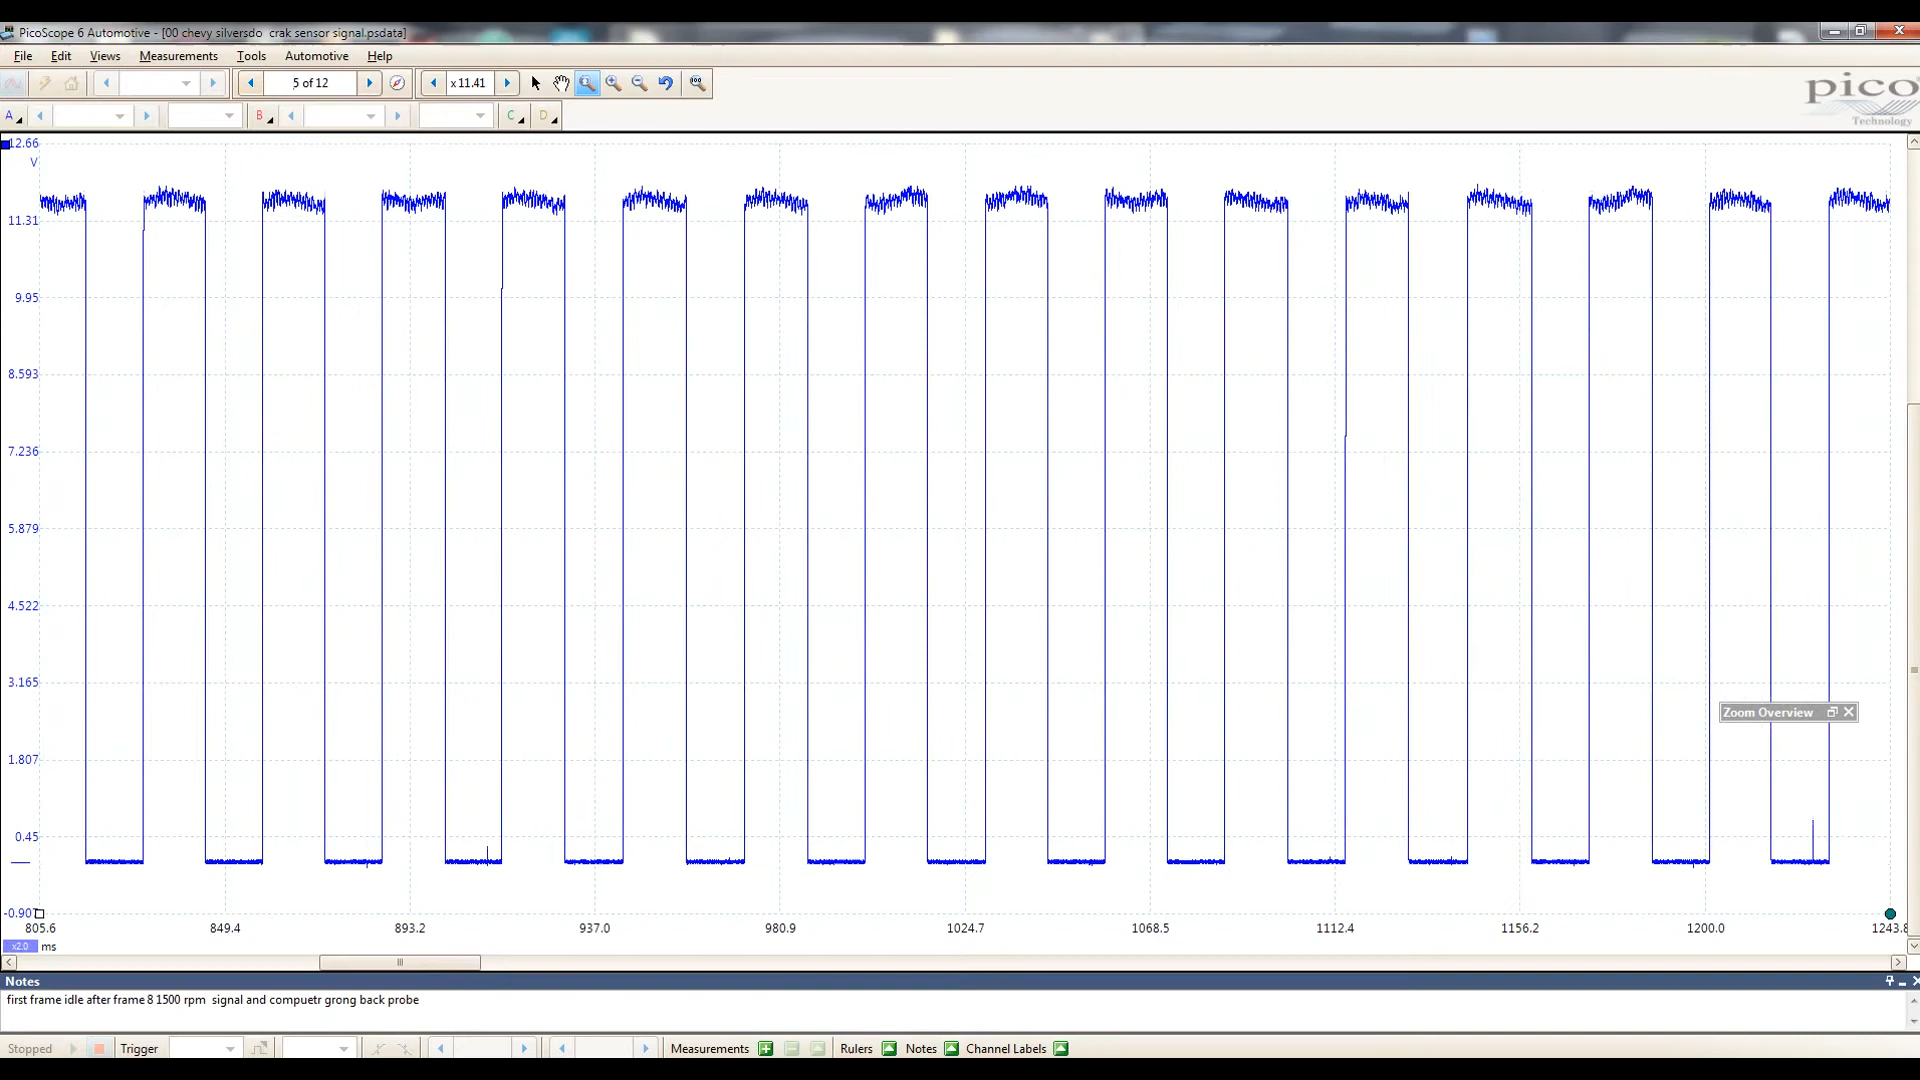 PicoScope 6 Automotive - [00 chevy silversdo  crak sensor signal.psdata]
File Edit Views Measurements Tools Automotive Help
5 of 12 x 11.41
pico
Technology
A B C D
12.66
V
11.31
9.95
8.593
7.236
5.879
4.522
3.165
Zoom Overview
1.807
0.45
-0.907
805.6 849.4 893.2 937.0 980.9 1024.7 1068.5 1112.4 1156.2 1200.0 1243.8
x2.0 ms
Notes
first frame idle after frame 8 1500 rpm  signal and compuetr grong back probe
Stopped Trigger Measurements Rulers Notes Channel Labels